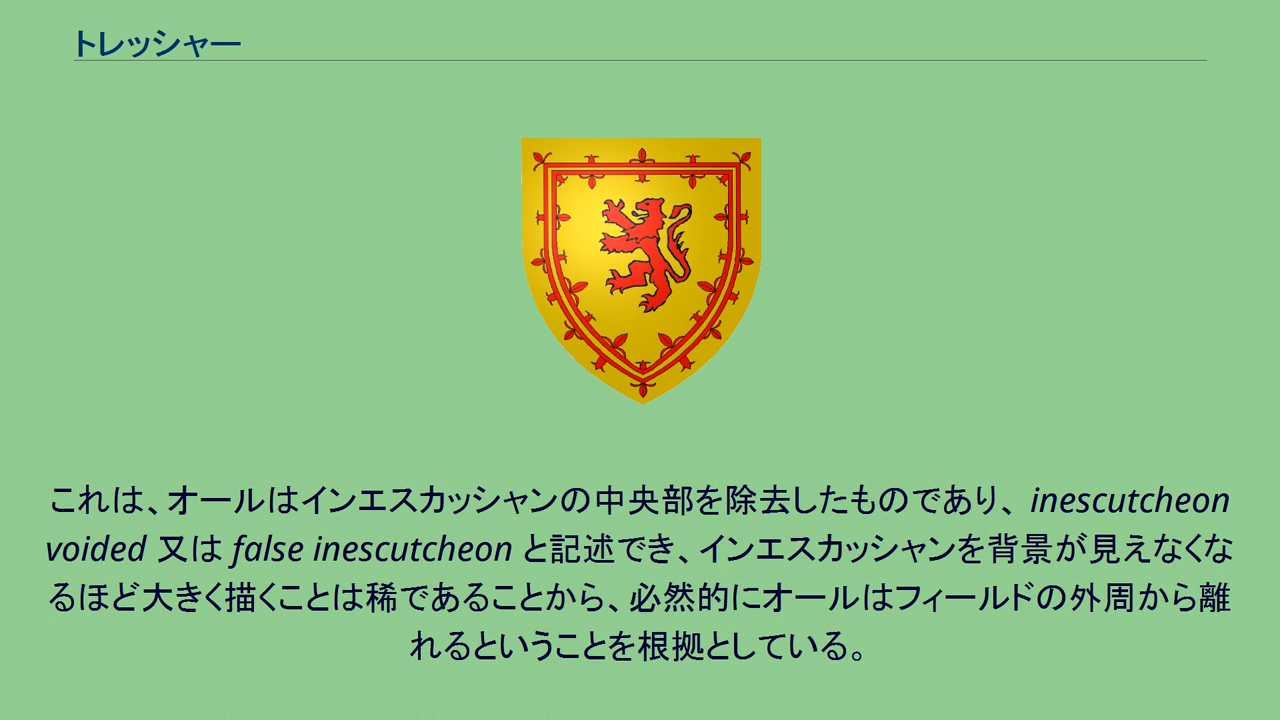 トレッシャー
これは、オールはインエスカッシャンの中央部を除去したものであり、 inescutcheon
voided 又は false inescutcheon と記述でき、インエスカッシャンを背景が見えなくな
るほど大きく描くことは稀であることから、必然的にオールはフィールドの外周から離
れるということを根拠としている。